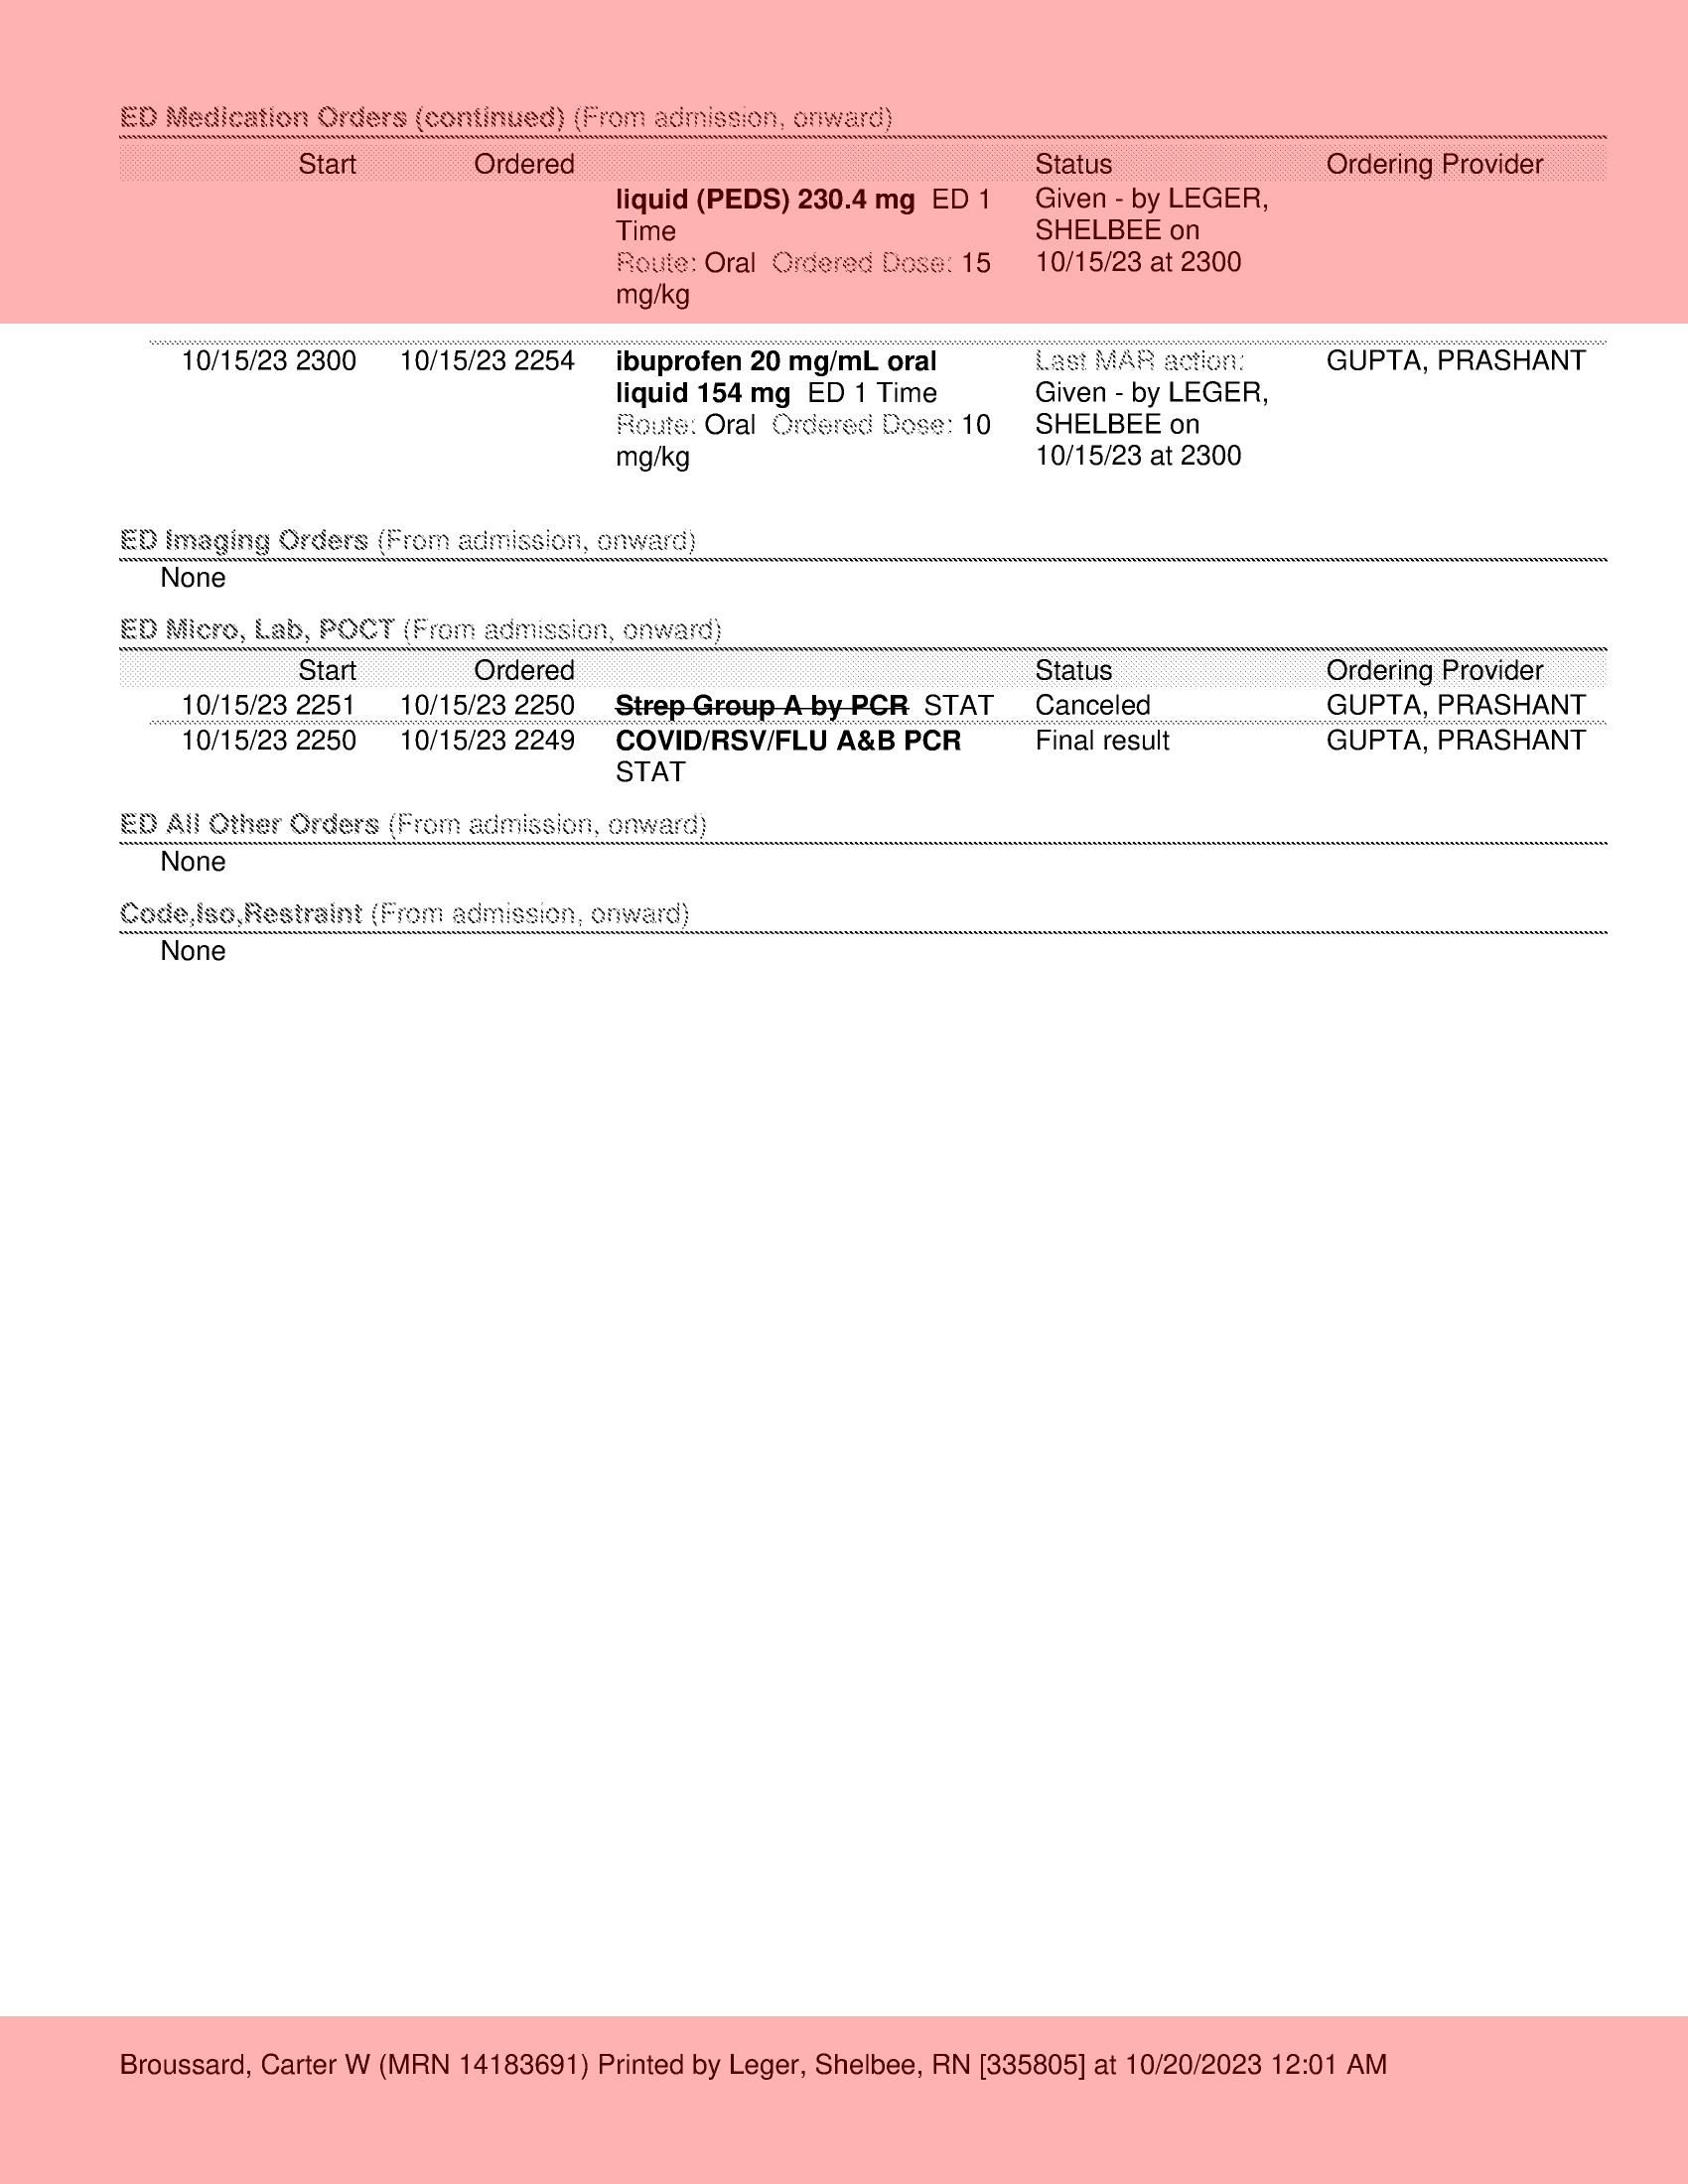 ED Medication Orders (continued) (From admission, onward)
Start Ordered Status Ordering Provider
liquid (PEDS) 230.4 mg ED 1 Given - by LEGER,
Time SHELBEE on
Route: Oral Ordered Dose: 15 10/15/23 at 2300
mg/kg
10/15/23 2300 10/15/23 2254 ibuprofen 20 mg/mL oral Last MAR action: GUPTA, PRASHANT
liquid 154 mg ED 1 Time Given - by LEGER,
Route: Oral Ordered Dose: 10 SHELBEE on
mg/kg 10/15/23 at 2300
ED Imaging Orders (From admission, onward)
None
ED Micro, Lab, POCT (From admission, onward)
Start Ordered Status Ordering Provider
10/15/23 2251 10/15/23 2250 Strep Group A by PCR STAT Canceled GUPTA, PRASHANT
10/15/23 2250 10/15/23 2249 COVID/RSV/FLU A&B PCR Final result GUPTA, PRASHANT
STAT
ED All Other Orders (From admission, onward)
None
Code,Iso,Restraint (From admission, onward)
None
Broussard, Carter W (MRN 14183691) Printed by Leger, Shelbee, RN [335805] at 10/20/2023 12:01 AM